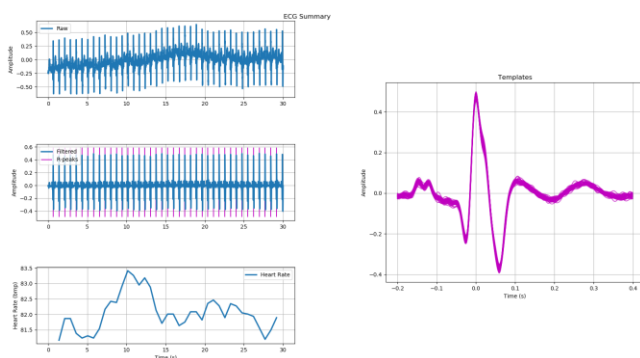 ECG Summary
Raw
Amplitude
0.50
0.25
0.00
−0.25
−0.50
0 5 10 15 20 25 30
Filtered
R-peaks
Amplitude
0.6
0.4
0.2
0.0
−0.2
−0.4
0 5 10 15 20 25 30
Heart Rate
Heart Rate (bmp)
83.5
83.0
82.5
82.0
81.5
0 5 10 15 20 25 30
Time (s)
Templates
Amplitude
0.4
0.2
0.0
−0.2
−0.4
−0.2 −0.1 0.0 0.1 0.2 0.3 0.4
Time (s)